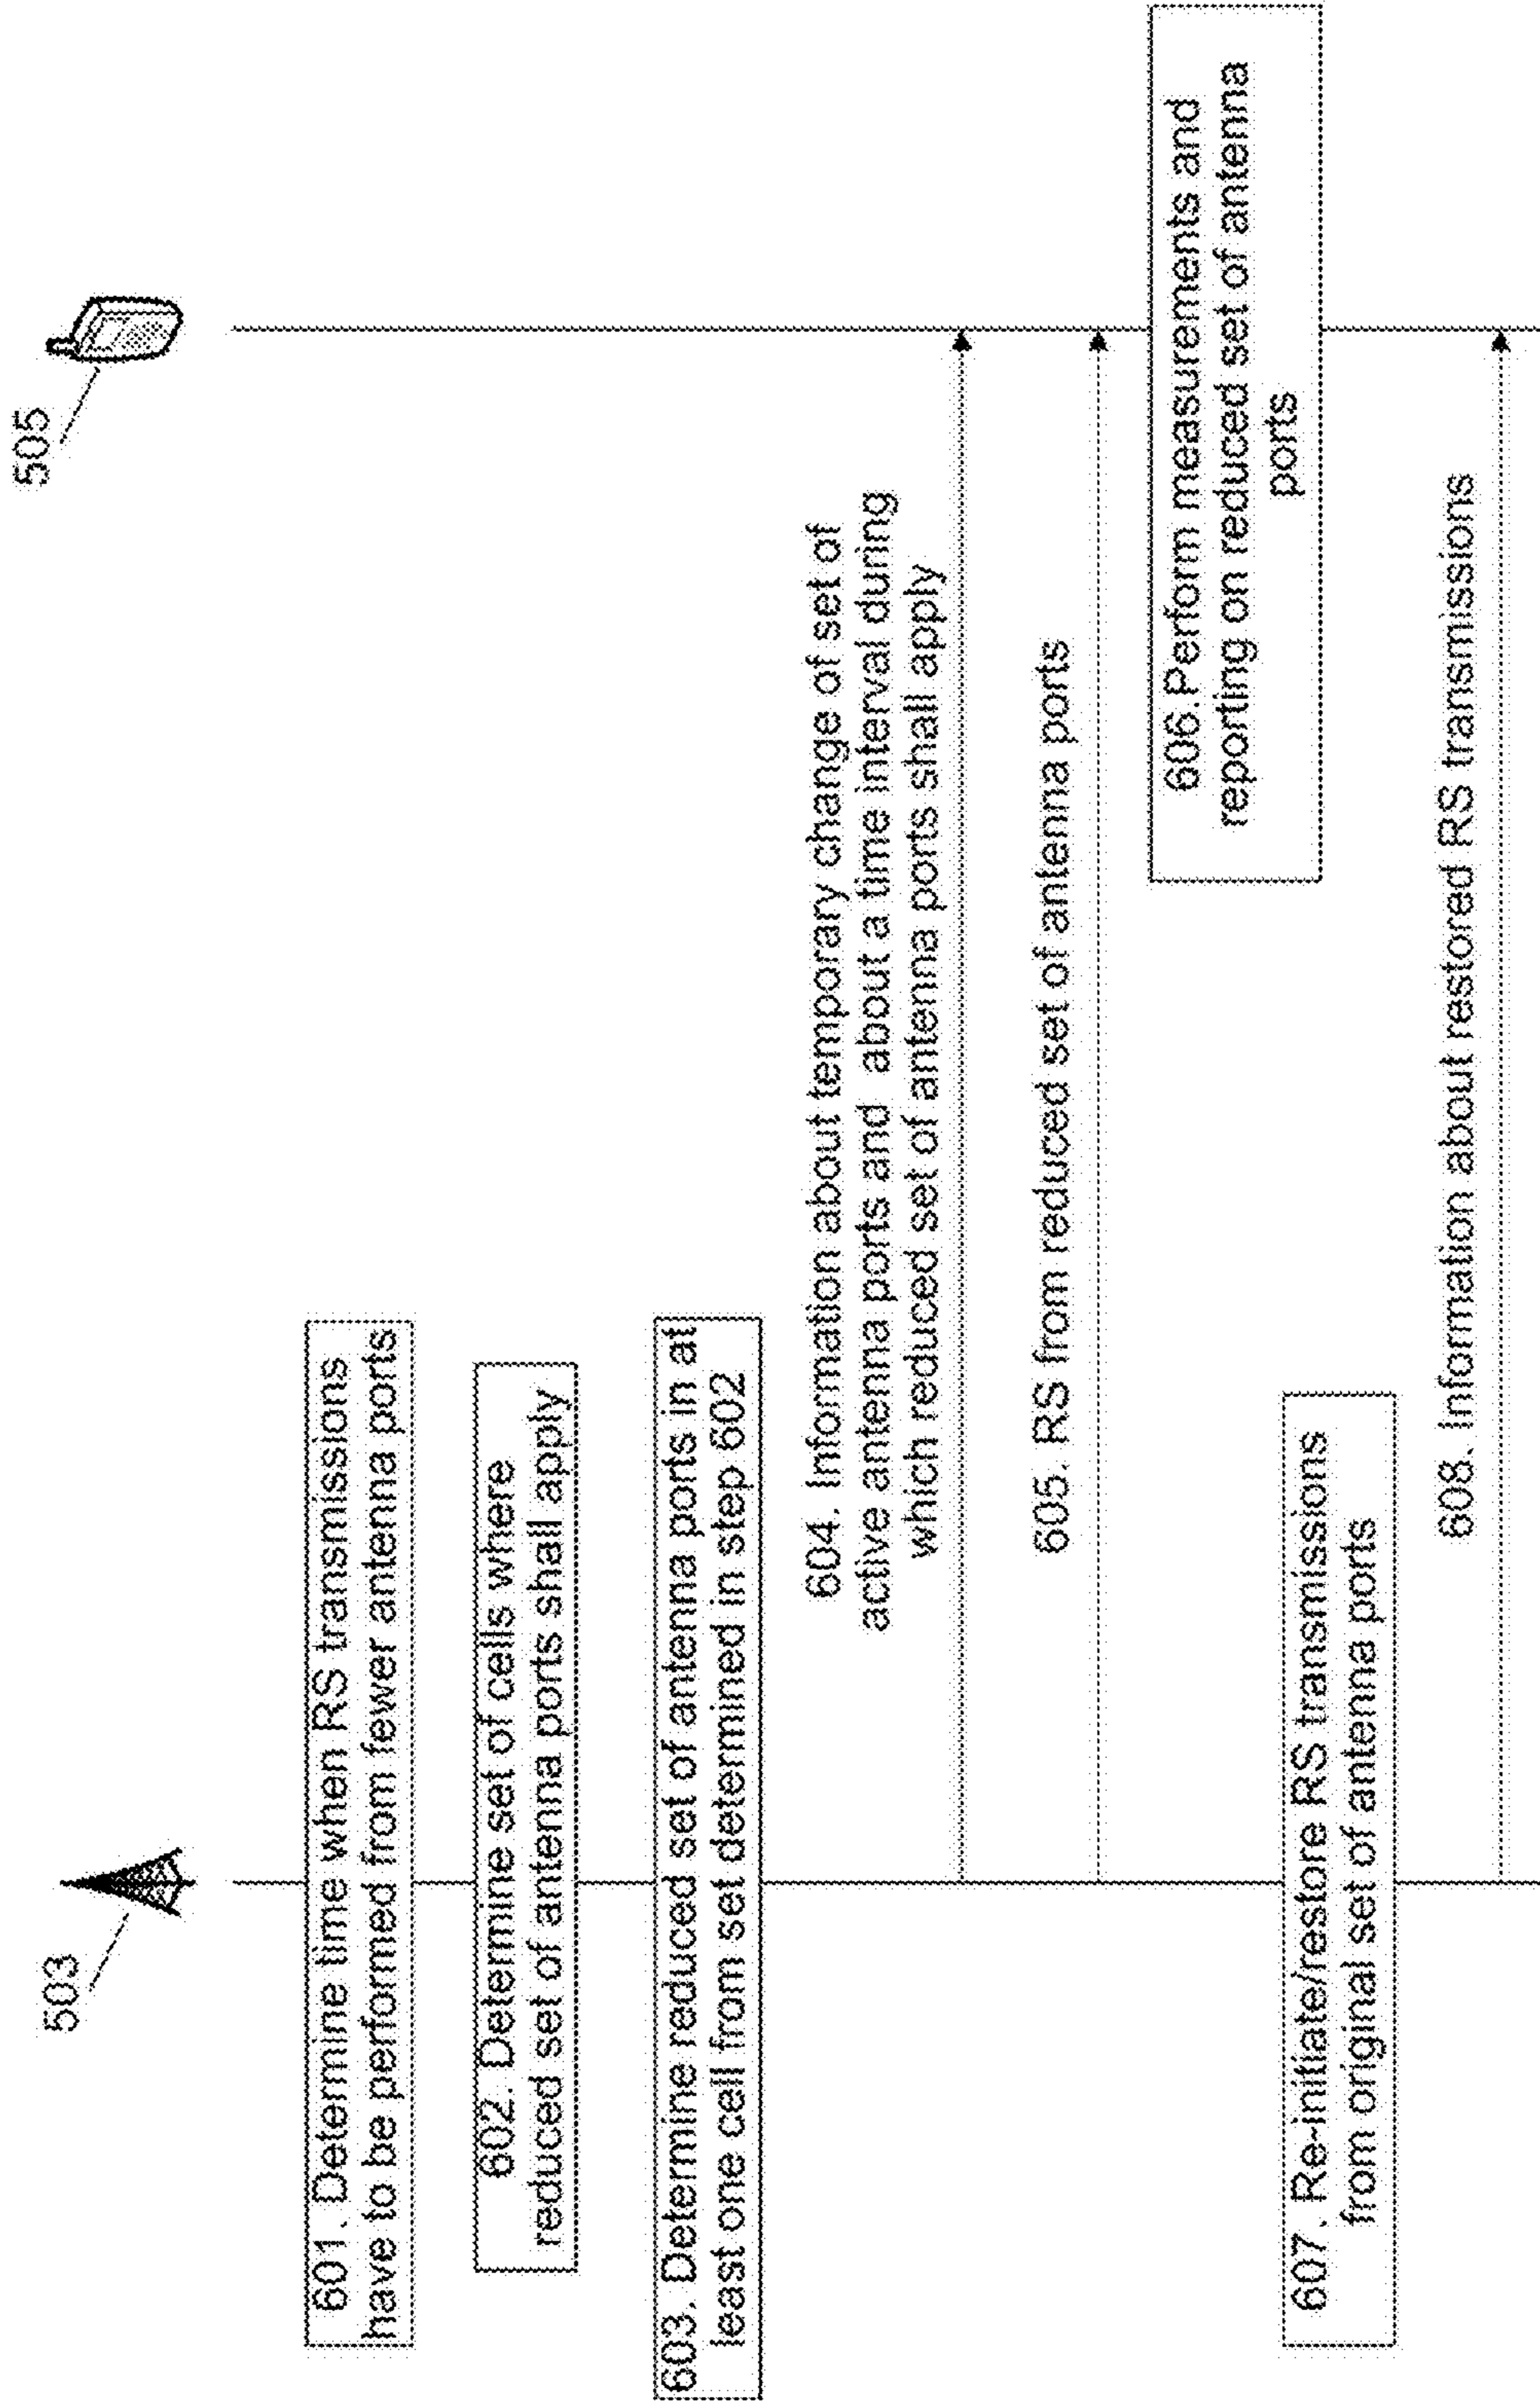 503
505
601. Determine time when RS transmissions
have to be performed from fewer antenna ports
602. Determine set of cells where
reduced set of antenna ports shall apply
603. Determine reduced set of antenna ports in at
least one cell from set determined in step 602
604. Information about temporary change of set of
active antenna ports and about a time interval during
which reduced set of antenna ports shall apply
605. RS from reduced set of antenna ports
606.Perform measurements and
reporting on reduced set of antenna
ports
607. Re-initiate/restore RS transmissions
from original set of antenna ports
608. Information about restored RS transmissions